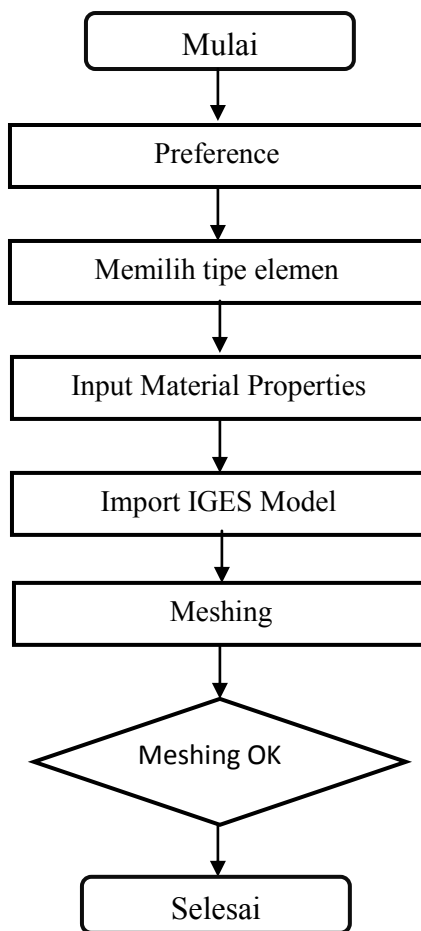 Mulai
Preference
Memilih tipe elemen
Input Material Properties
Import IGES Model
Meshing
Meshing OK
Selesai